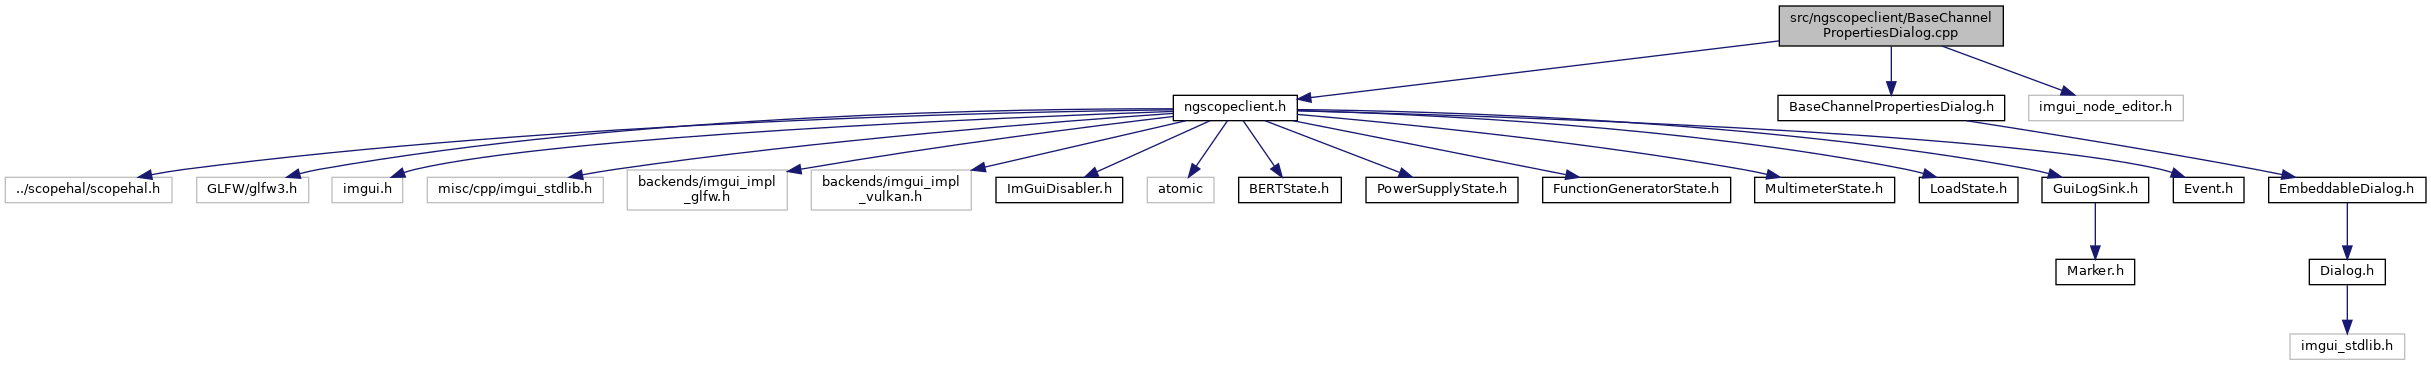 src/ngscopeclient/BaseChannel
PropertiesDialog.cpp
ngscopeclient.h
BaseChannelPropertiesDialog.h
imgui_node_editor.h
../scopehal/scopehal.h
GLFW/glfw3.h
imgui.h
misc/cpp/imgui_stdlib.h
backends/imgui_impl
_glfw.h
backends/imgui_impl
_vulkan.h
ImGuiDisabler.h
atomic
BERTState.h
PowerSupplyState.h
FunctionGeneratorState.h
MultimeterState.h
LoadState.h
GuiLogSink.h
Event.h
EmbeddableDialog.h
Marker.h
Dialog.h
imgui_stdlib.h